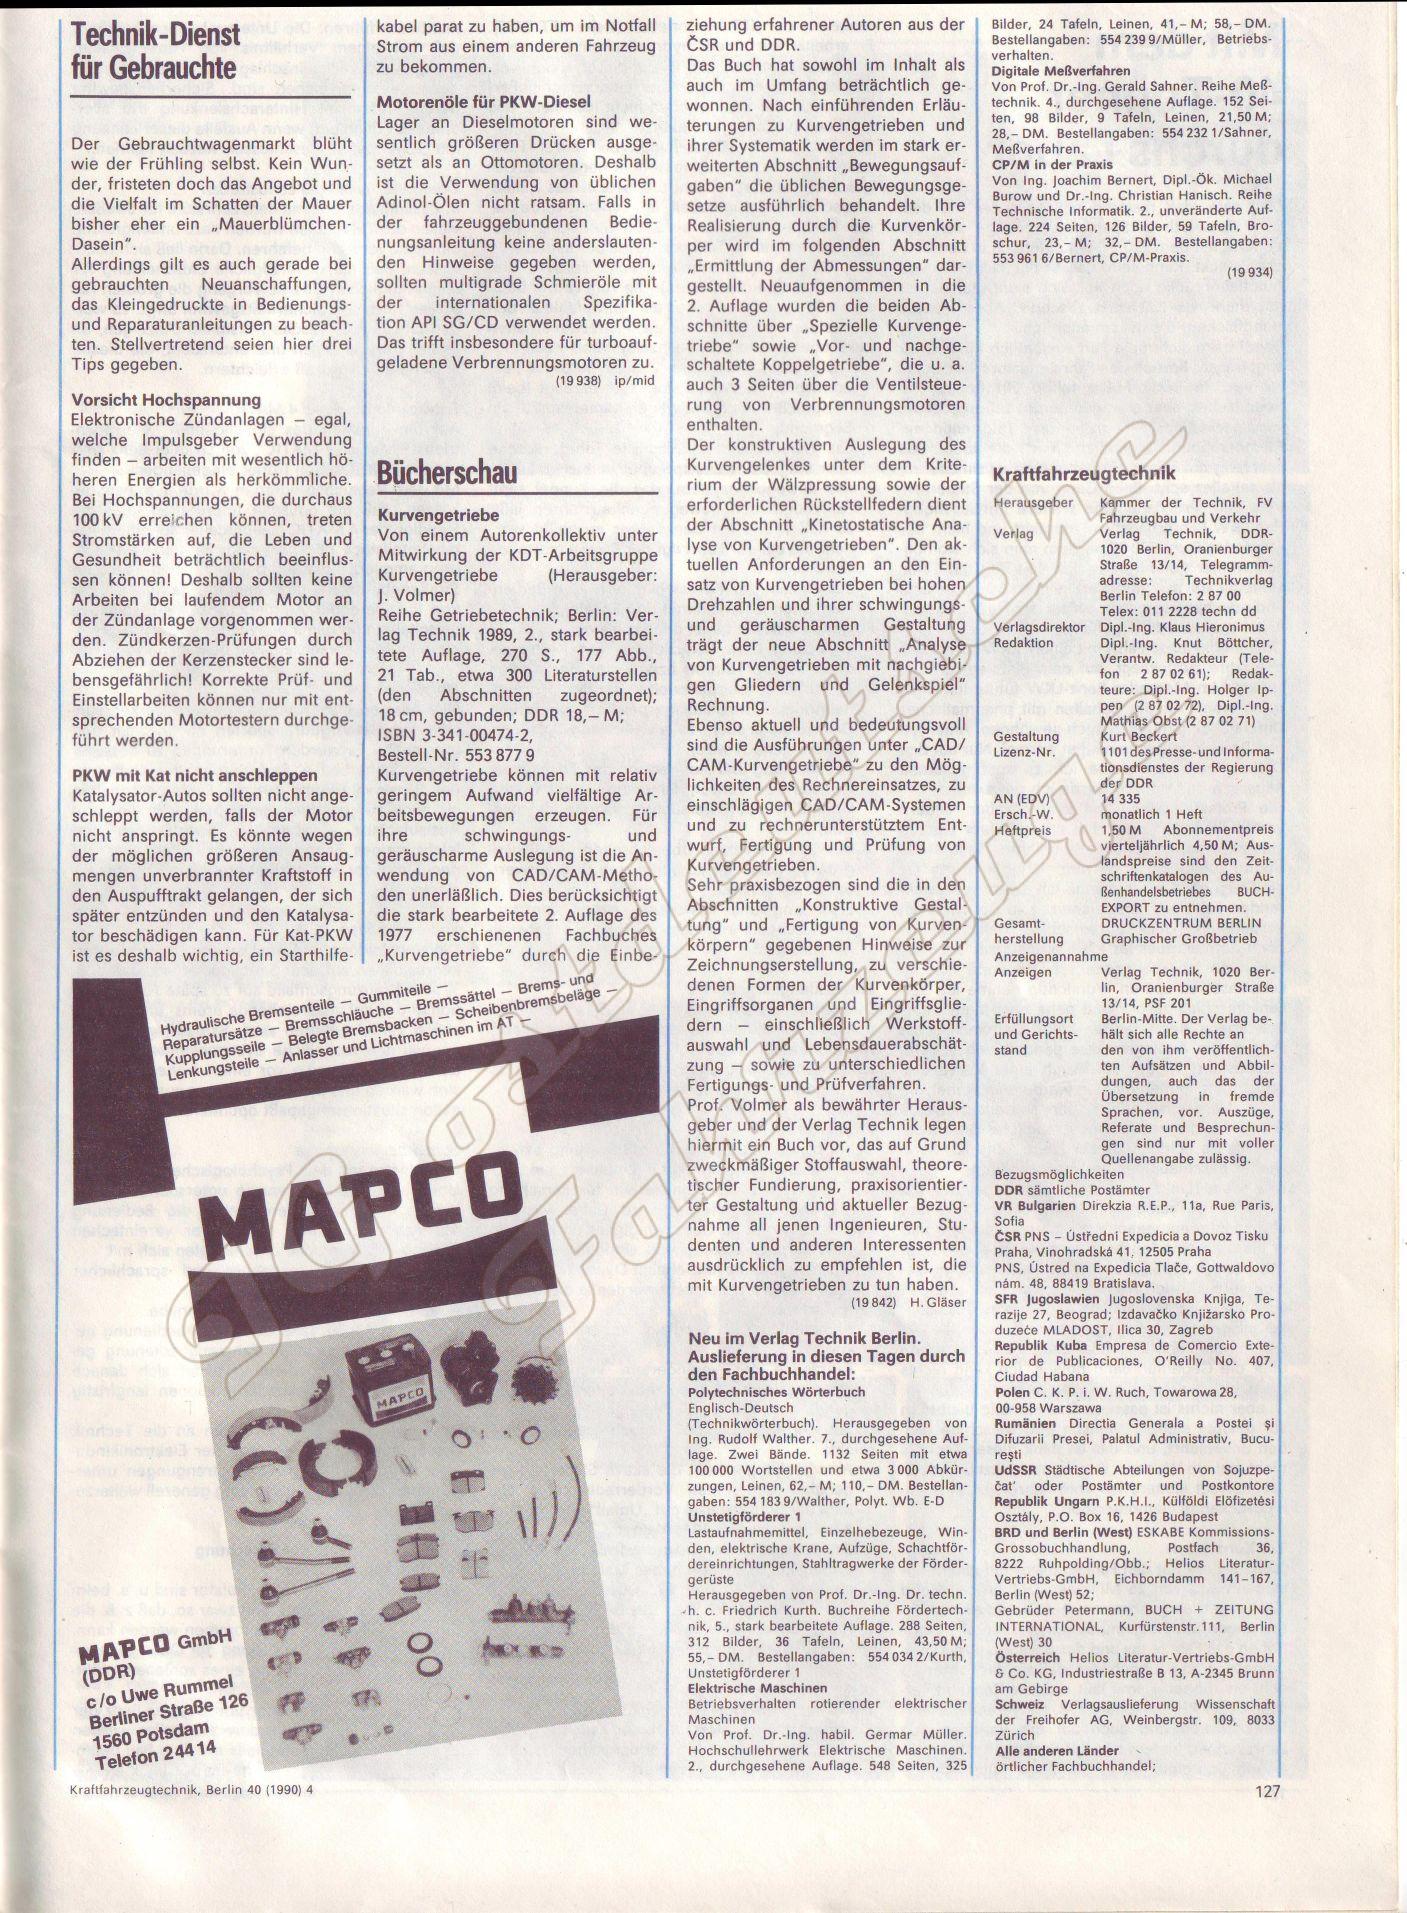 Technik-Dienst
für Gebrauchte
Der Gebrauchtwagenmarkt blüht
wie der Frühling selbst. Kein Wun-
der, fristeten doch das Angebot und
die Vielfalt im Schatten der Mauer
bisher eher ein „Mauerblümchen-
Dasein“.
Allerdings gilt es auch gerade bei
gebrauchten Neuanschaffungen,
das Kleingedruckte in Bedienungs-
und Reparaturanleitungen zu beach-
ten. Stellvertretend seien hier drei
Tips gegeben.
Vorsicht Hochspannung
Elektronische Zündanlagen – egal,
welche Impulsgeber Verwendung
finden – arbeiten mit wesentlich hö-
heren Energien als herkömmliche.
Bei Hochspannungen, die durchaus
100 kV erreichen können, treten
Stromstärken auf, die Leben und
Gesundheit beträchtlich beeinflus-
sen können! Deshalb sollten keine
Arbeiten bei laufendem Motor an
der Zündanlage vorgenommen wer-
den. Zündkerzen-Prüfungen durch
Abziehen der Kerzenstecker sind le-
bensgefährlich! Korrekte Prüf- und
Einstellarbeiten können nur mit ent-
sprechenden Motortestern durchge-
führt werden.
PKW mit Kat nicht anschleppen
Katalysator-Autos sollten nicht ange-
schleppt werden, falls der Motor
nicht anspringt. Es könnte wegen
der möglichen größeren Ansaug-
mengen unverbrannter Kraftstoff in
den Auspufftrakt gelangen, der sich
später entzünden und den Katalysa-
tor beschädigen kann. Für Kat-PKW
ist es deshalb wichtig, ein Starthilfe-
kabel parat zu haben, um im Notfall
Strom aus einem anderen Fahrzeug
zu bekommen.
Motorenöle für PKW-Diesel
Lager an Dieselmotoren sind we-
sentlich größeren Drücken ausge-
setzt als an Ottomotoren. Deshalb
ist die Verwendung von üblichen
Adinol-Ölen nicht ratsam. Falls in
der fahrzeuggebundenen Bedie-
nungsanleitung keine anderslauten-
den Hinweise gegeben werden,
sollten multigrade Schmieröle mit
der internationalen Spezifika-
tion API SG/CD verwendet werden.
Das trifft insbesondere für turboauf-
geladene Verbrennungsmotoren zu.
(19 938) ip/mid
Bücherschau
Kurvengetriebe
Von einem Autorenkollektiv unter
Mitwirkung der KDT-Arbeitsgruppe
Kurvengetriebe (Herausgeber:
J. Volmer)
Reihe Getriebetechnik; Berlin: Ver-
lag Technik 1989, 2., stark bearbei-
tete Auflage, 270 S., 177 Abb.,
21 Tab., etwa 300 Literaturstellen
(den Abschnitten zugeordnet);
18 cm, gebunden; DDR 18,– M;
ISBN 3-341-00474-2,
Bestell-Nr. 553 877 9
Kurvengetriebe können mit relativ
geringem Aufwand vielfältige Ar-
beitsbewegungen erzeugen. Für
ihre schwingungs- und
geräuscharme Auslegung ist die An-
wendung von CAD/CAM-Metho-
den unerläßlich. Dies berücksichtigt
die stark bearbeitete 2. Auflage des
1977 erschienenen Fachbuches
„Kurvengetriebe“ durch die Einbe-
ziehung erfahrener Autoren aus der
ČSR und DDR.
Das Buch hat sowohl im Inhalt als
auch im Umfang beträchtlich ge-
wonnen. Nach einführenden Erläu-
terungen zu Kurvengetrieben und
ihrer Systematik werden im stark er-
weiterten Abschnitt „Bewegungsauf-
gaben“ die üblichen Bewegungsge-
setze ausführlich behandelt. Ihre
Realisierung durch die Kurvenkör-
per wird im folgenden Abschnitt
„Ermittlung der Abmessungen“ dar-
gestellt. Neuaufgenommen in die
2. Auflage wurden die beiden Ab-
schnitte über „Spezielle Kurvenge-
triebe“ sowie „Vor- und nachge-
schaltete Koppelgetriebe“, die u. a.
auch 3 Seiten über die Ventilsteue-
rung von Verbrennungsmotoren
enthalten.
Der konstruktiven Auslegung des
Kurvengelenkes unter dem Krite-
rium der Wälzpressung sowie der
erforderlichen Rückstellfedern dient
der Abschnitt „Kinetostatische Ana-
lyse von Kurvengetrieben“. Den ak-
tuellen Anforderungen an den Ein-
satz von Kurvengetrieben bei hohen
Drehzahlen und ihrer schwingungs-
und geräuscharmen Gestaltung
trägt der neue Abschnitt „Analyse
von Kurvengetrieben mit nachgiebi-
gen Gliedern und Gelenkspiel“
Rechnung.
Ebenso aktuell und bedeutungsvoll
sind die Ausführungen unter „CAD/
CAM-Kurvengetriebe“ zu den Mög-
lichkeiten des Rechnereinsatzes, zu
einschlägigen CAD/CAM-Systemen
und zu rechnerunterstütztem Ent-
wurf, Fertigung und Prüfung von
Kurvengetrieben.
Sehr praxisbezogen sind die in den
Abschnitten „Konstruktive Gestal-
tung“ und „Fertigung von Kurven-
körpern“ gegebenen Hinweise zur
Zeichnungserstellung, zu verschie-
denen Formen der Kurvenkörper,
Eingriffsorganen und Eingriffsglie-
dern – einschließlich Werkstoff-
auswahl und Lebensdauerabschät-
zung – sowie zu unterschiedlichen
Fertigungs- und Prüfverfahren.
Prof. Volmer als bewährter Heraus-
geber und der Verlag Technik legen
hiermit ein Buch vor, das auf Grund
zweckmäßiger Stoffauswahl, theore-
tischer Fundierung, praxisorientier-
ter Gestaltung und aktueller Bezug-
nahme all jenen Ingenieuren, Stu-
denten und anderen Interessenten
ausdrücklich zu empfehlen ist, die
mit Kurvengetrieben zu tun haben.
(19 842) H. Gläser
Neu im Verlag Technik Berlin.
Auslieferung in diesen Tagen durch
den Fachbuchhandel:
Polytechnisches Wörterbuch
Englisch-Deutsch
(Technikwörterbuch). Herausgegeben von
Ing. Rudolf Walther. 7., durchgesehene Auf-
lage. Zwei Bände. 1132 Seiten mit etwa
100 000 Wortstellen und etwa 3 000 Abkür-
zungen, Leinen, 62,– M; 110,– DM. Bestellan-
gaben: 554 183 9/Walther, Polyt. Wb. E-D
Unstetigförderer 1
Lastaufnahmemittel, Einzelhebezeuge, Win-
den, elektrische Krane, Aufzüge, Schachtför-
dereinrichtungen, Stahltragwerke der Förder-
gerüste
Herausgegeben von Prof. Dr.-Ing. Dr. techn.
h. c. Friedrich Kurth. Buchreihe Fördertech-
nik, 5., stark bearbeitete Auflage. 288 Seiten,
312 Bilder, 36 Tafeln, Leinen, 43,50 M;
55,– DM. Bestellangaben: 554 034 2/Kurth,
Unstetigförderer 1
Elektrische Maschinen
Betriebsverhalten rotierender elektrischer
Maschinen
Von Prof. Dr.-Ing. habil. Germar Müller.
Hochschullehrwerk Elektrische Maschinen.
2., durchgesehene Auflage. 548 Seiten, 325
Bilder, 24 Tafeln, Leinen, 41,– M; 58,– DM.
Bestellangaben: 554 239 9/Müller, Betriebs-
verhalten.
Digitale Meßverfahren
Von Prof. Dr.-Ing. Gerald Sahner. Reihe Meß-
technik. 4., durchgesehene Auflage. 152 Sei-
ten, 98 Bilder, 9 Tafeln, Leinen, 21,50 M;
28,– DM. Bestellangaben: 554 232 1/Sahner,
Meßverfahren.
CP/M in der Praxis
Von Ing. Joachim Bernert, Dipl.-Ök. Michael
Burow und Dr.-Ing. Christian Hanisch. Reihe
Technische Informatik. 2., unveränderte Auf-
lage. 224 Seiten, 126 Bilder, 59 Tafeln, Bro-
schur, 23,– M; 32,– DM. Bestellangaben:
553 961 6/Bernert, CP/M-Praxis.
(19 934)
Kraftfahrzeugtechnik
Herausgeber Kammer der Technik, FV
Fahrzeugbau und Verkehr
Verlag Verlag Technik, DDR-
1020 Berlin, Oranienburger
Straße 13/14, Telegramm-
adresse: Technikverlag
Berlin Telefon: 2 87 00
Telex: 011 2228 techn dd
Verlagsdirektor Dipl.-Ing. Klaus Hieronimus
Redaktion Dipl.-Ing. Knut Böttcher,
Verantw. Redakteur (Tele-
fon 2 87 02 61); Redak-
teure: Dipl.-Ing. Holger Ip-
pen (2 87 02 72), Dipl.-Ing.
Mathias Obst (2 87 02 71)
Gestaltung Kurt Beckert
Lizenz-Nr. 1101 des Presse- und Informa-
tionsdienstes der Regierung
der DDR
AN (EDV) 14 335
Ersch.-W. monatlich 1 Heft
Heftpreis 1,50 M Abonnementpreis
vierteljährlich 4,50 M; Aus-
landspreise sind den Zeit-
schriftenkatalogen des Au-
ßenhandelsbetriebes BUCH-
EXPORT zu entnehmen.
Gesamt- DRUCKZENTRUM BERLIN
herstellung Graphischer Großbetrieb
Anzeigenannahme
Anzeigen Verlag Technik, 1020 Ber-
lin, Oranienburger Straße
13/14, PSF 201
Erfüllungsort Berlin-Mitte. Der Verlag be-
und Gerichts- hält sich alle Rechte an
stand den von ihm veröffentlich-
ten Aufsätzen und Abbil-
dungen, auch das der
Übersetzung in fremde
Sprachen, vor. Auszüge,
Referate und Besprechun-
gen sind nur mit voller
Quellenangabe zulässig.
Bezugsmöglichkeiten
DDR sämtliche Postämter
VR Bulgarien Direkzia R.E.P., 11a, Rue Paris,
Sofia
ČSR PNS – Ústřední Expedicia a Dovoz Tisku
Praha, Vinohradská 41, 12505 Praha
PNS, Ústred na Expedicia Tlače, Gottwaldovo
nám. 48, 88419 Bratislava.
SFR Jugoslawien Jugoslovenska Knjiga, Te-
razije 27, Beograd; Izdavačko Knjižarsko Pro-
duzeće MLADOST, Ilica 30, Zagreb
Republik Kuba Empresa de Comercio Exte-
rior de Publicaciones, O'Reilly No. 407,
Ciudad Habana
Polen C. K. P. i. W. Ruch, Towarowa 28,
00-958 Warszawa
Rumänien Directia Generala a Postei și
Difuzarii Presei, Palatul Administrativ, Bucu-
rești
UdSSR Städtische Abteilungen von Sojuzpe-
čat' oder Postämter und Postkontore
Republik Ungarn P.K.H.I., Külföldi Elöfizetési
Osztály, P.O. Box 16, 1426 Budapest
BRD und Berlin (West) ESKABE Kommissions-
Grossobuchhandlung, Postfach 36,
8222 Ruhpolding/Obb.; Helios Literatur-
Vertriebs-GmbH, Eichborndamm 141–167,
Berlin (West) 52;
Gebrüder Petermann, BUCH + ZEITUNG
INTERNATIONAL, Kurfürstenstr. 111, Berlin
(West) 30
Österreich Helios Literatur-Vertriebs-GmbH
& Co. KG, Industriestraße B 13, A-2345 Brunn
am Gebirge
Schweiz Verlagsauslieferung Wissenschaft
der Freihofer AG, Weinbergstr. 109, 8033
Zürich
Alle anderen Länder
örtlicher Fachbuchhandel;
Hydraulische Bremsenteile – Gummiteile –
Reparatursätze – Bremsschläuche – Bremssättel – Brems- und
Kupplungsseile – Belegte Bremsbacken – Scheibenbremsbeläge –
Lenkungsteile – Anlasser und Lichtmaschinen im AT –
MAPCO
MAPCO
MAPCO GmbH
(DDR)
c/o Uwe Rummel
Berliner Straße 126
1560 Potsdam
Telefon 2 44 14
Kraftfahrzeugtechnik, Berlin 40 (1990) 4
127
IG ostdeutsche
Fahrzeuge